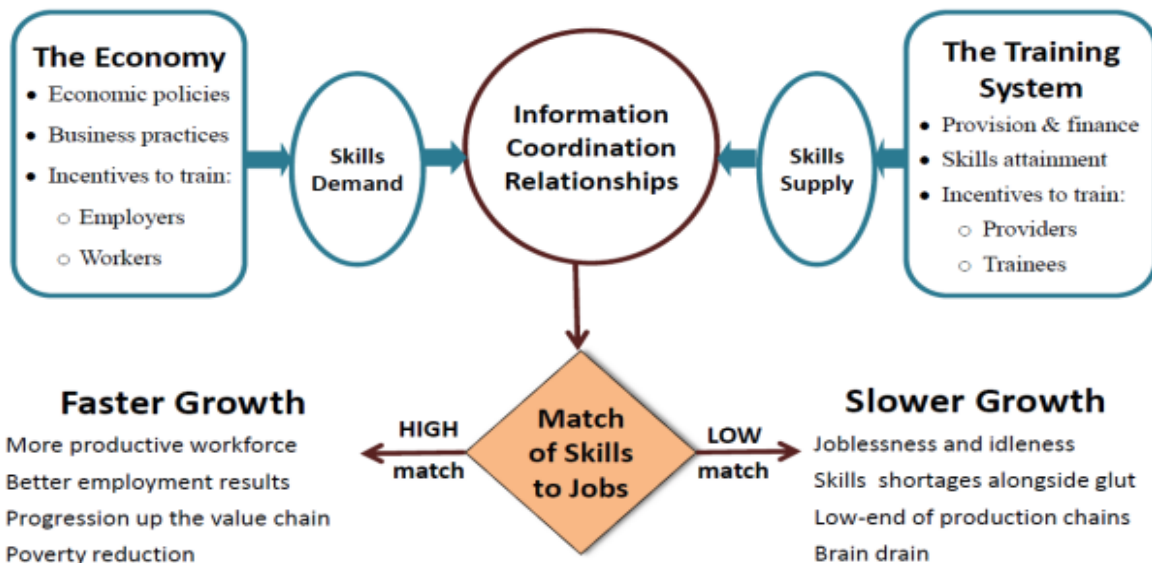 The Economy
• Economic policies
• Business practices
• Incentives to train:
o Employers
o Workers
Skills
Demand
Information
Coordination
Relationships
Skills
Supply
The Training
System
• Provision & finance
• Skills attainment
• Incentives to train:
o Providers
o Trainees
Faster Growth
More productive workforce
Better employment results
Progression up the value chain
Poverty reduction
HIGH
match
Match
of Skills
to Jobs
LOW
match
Slower Growth
Joblessness and idleness
Skills shortages alongside glut
Low-end of production chains
Brain drain